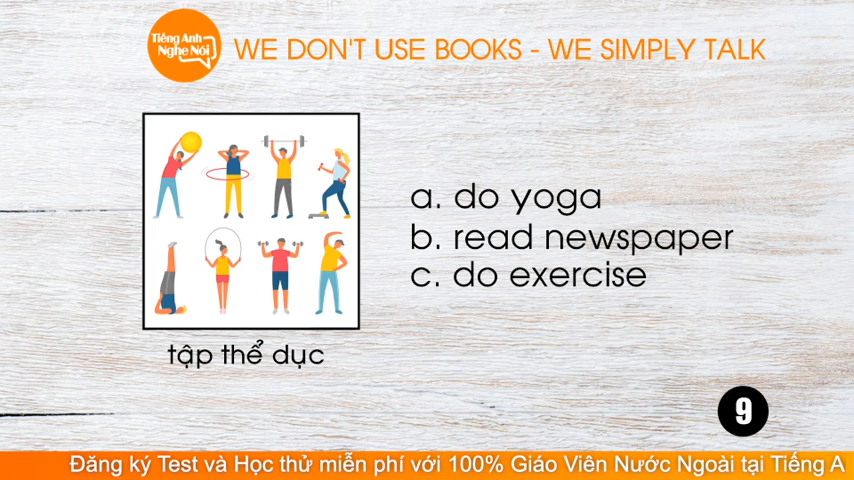 Tiếng Anh
Nghe Nói
WE DON'T USE BOOKS - WE SIMPLY TALK
a. do yoga
b. read newspaper
c. do exercise
tập thể dục
9
Đăng ký Test và Học thử miễn phí với 100% Giáo Viên Nước Ngoài tại Tiếng A